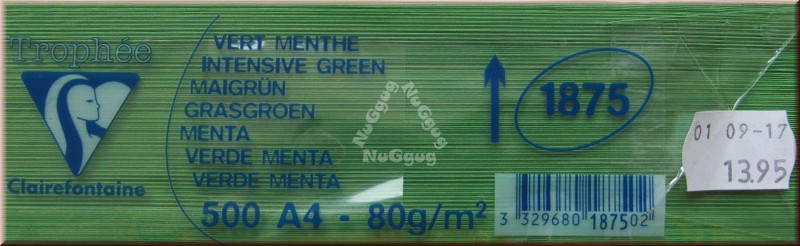 Trophée
Clairefontaine
VERT MENTHE
INTENSIVE GREEN
MAIGRÜN
GRASGROEN
MENTA
VERDE MENTA
VERDE MENTA
500 A4 - 80g/m²
1875
3 329680 187502
01 09-17
13.95
NuGgug
NuGgug
NuGgug
NuGgug